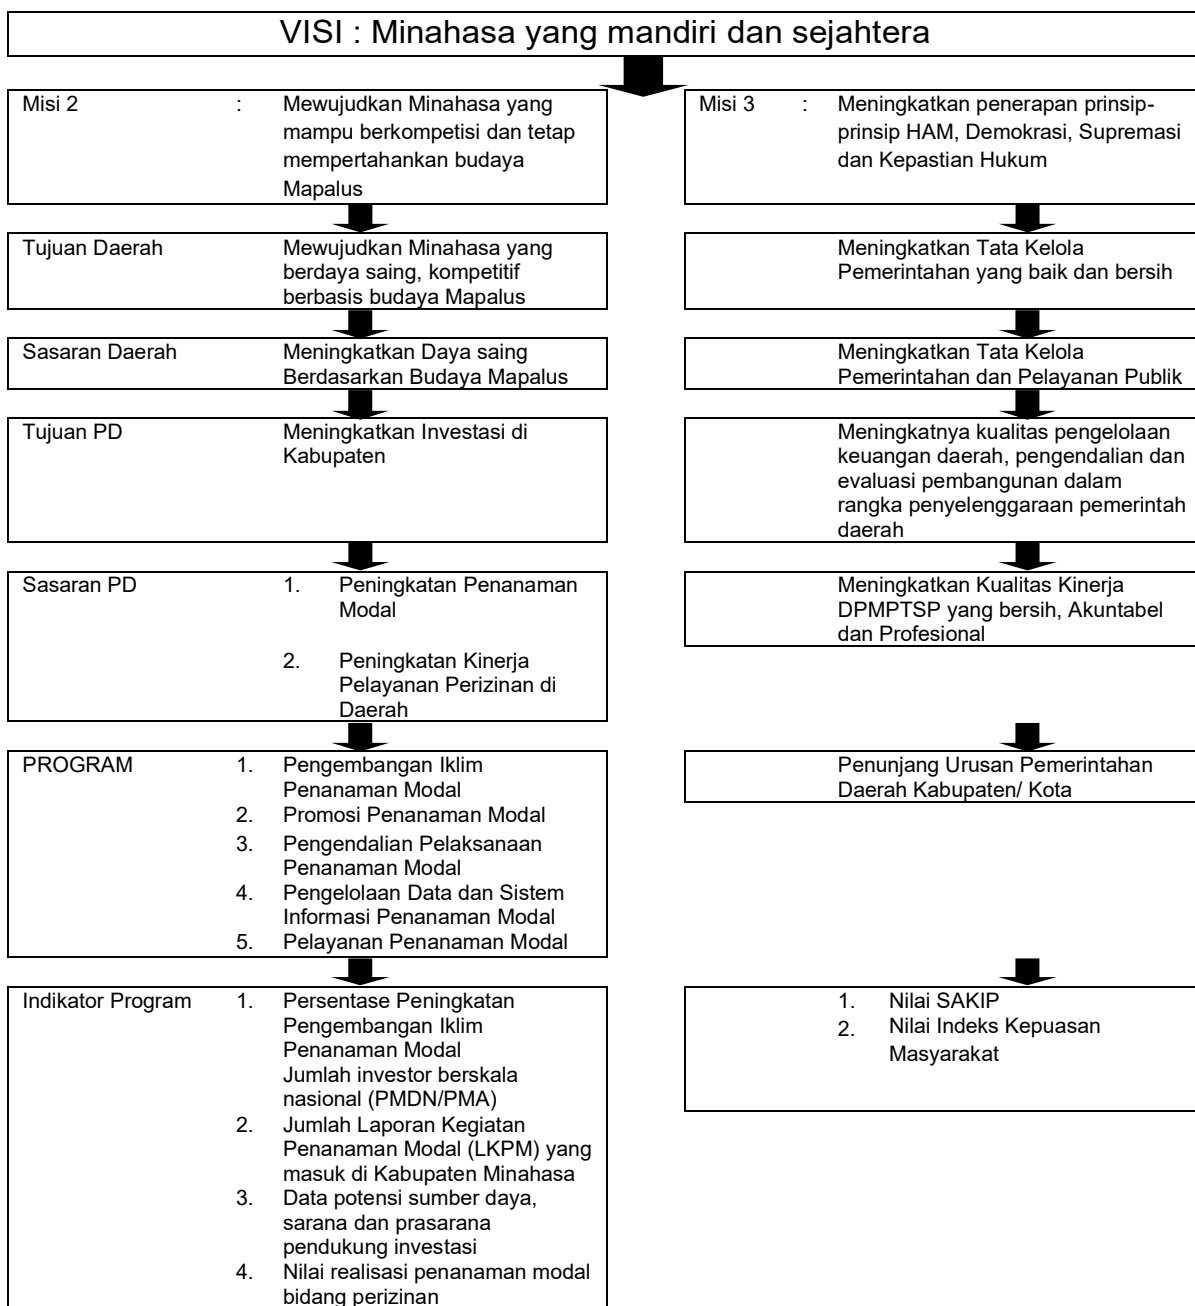 VISI : Minahasa yang mandiri dan sejahtera
Misi 2 : Mewujudkan Minahasa yang
mampu berkompetisi dan tetap
mempertahankan budaya
Mapalus
Misi 3 : Meningkatkan penerapan prinsip-
prinsip HAM, Demokrasi, Supremasi
dan Kepastian Hukum
Tujuan Daerah Mewujudkan Minahasa yang
berdaya saing, kompetitif
berbasis budaya Mapalus
Meningkatkan Tata Kelola
Pemerintahan yang baik dan bersih
Sasaran Daerah Meningkatkan Daya saing
Berdasarkan Budaya Mapalus
Meningkatkan Tata Kelola
Pemerintahan dan Pelayanan Publik
Tujuan PD Meningkatkan Investasi di
Kabupaten
Meningkatnya kualitas pengelolaan
keuangan daerah, pengendalian dan
evaluasi pembangunan dalam
rangka penyelenggaraan pemerintah
daerah
Sasaran PD 1. Peningkatan Penanaman
Modal
2. Peningkatan Kinerja
Pelayanan Perizinan di
Daerah
Meningkatkan Kualitas Kinerja
DPMPTSP yang bersih, Akuntabel
dan Profesional
PROGRAM 1. Pengembangan Iklim
Penanaman Modal
2. Promosi Penanaman Modal
3. Pengendalian Pelaksanaan
Penanaman Modal
4. Pengelolaan Data dan Sistem
Informasi Penanaman Modal
5. Pelayanan Penanaman Modal
Penunjang Urusan Pemerintahan
Daerah Kabupaten/ Kota
Indikator Program 1. Persentase Peningkatan
Pengembangan Iklim
Penanaman Modal
Jumlah investor berskala
nasional (PMDN/PMA)
2. Jumlah Laporan Kegiatan
Penanaman Modal (LKPM) yang
masuk di Kabupaten Minahasa
3. Data potensi sumber daya,
sarana dan prasarana
pendukung investasi
4. Nilai realisasi penanaman modal
bidang perizinan
1. Nilai SAKIP
2. Nilai Indeks Kepuasan
Masyarakat